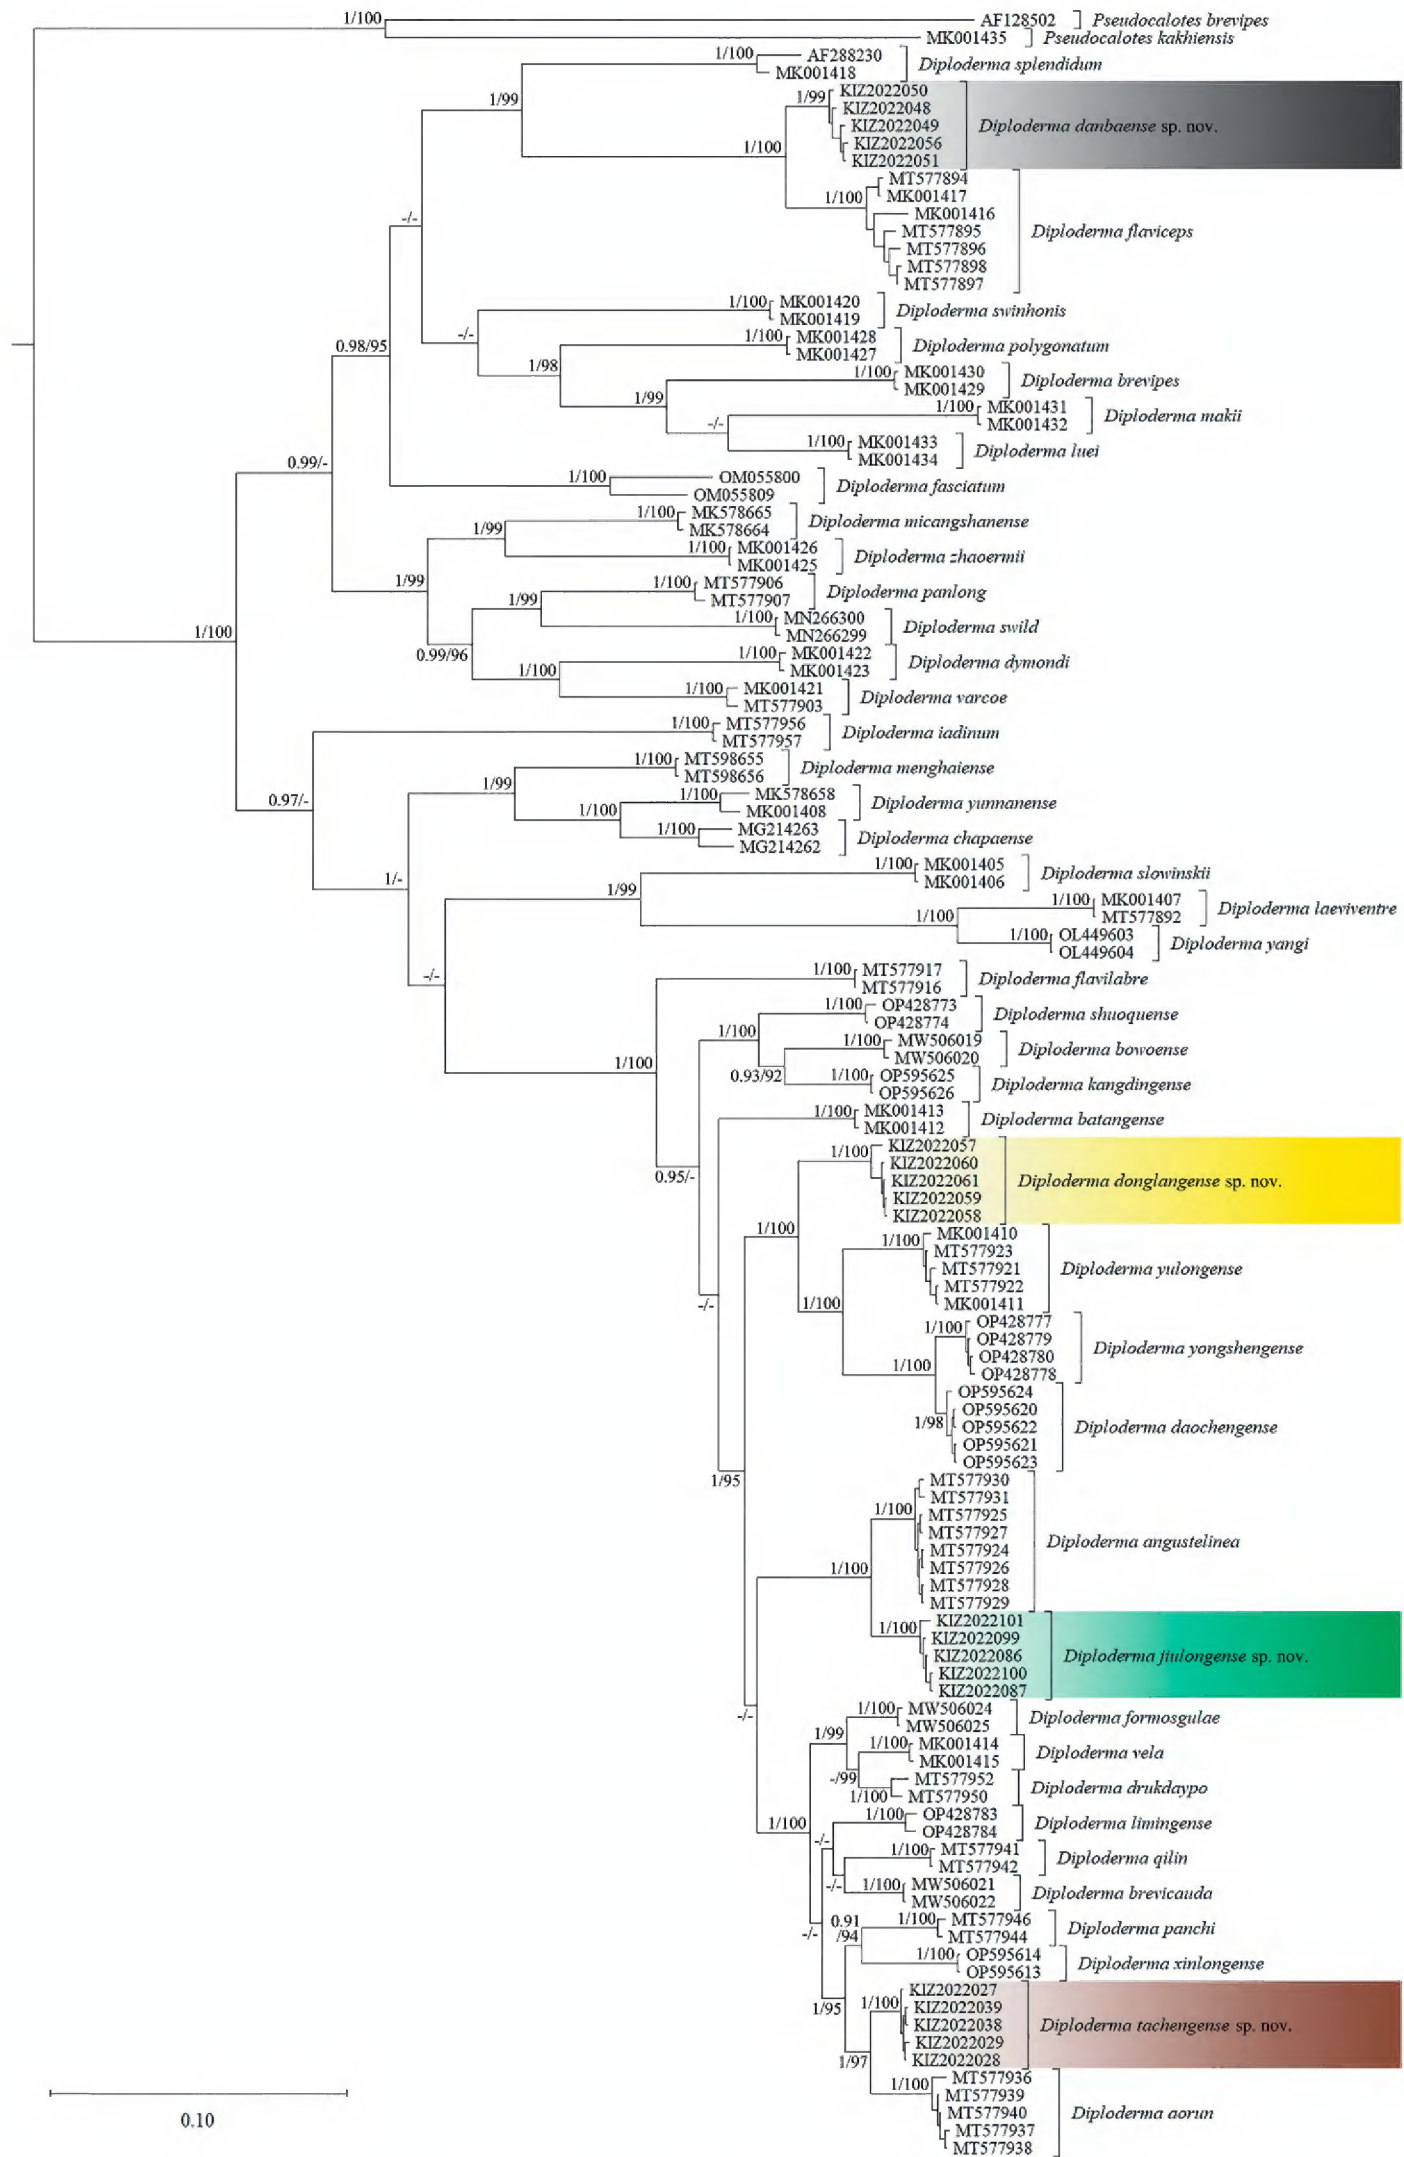 1/100
AF128502
Pseudocalotes brevipes
MK001435
Pseudocalotes kakhiensis
1/100
AF288230
MK001418
Diploderma splendidum
1/99
1/99
KIZ2022050
KIZ2022048
KIZ2022049
KIZ2022056
KIZ2022051
Diploderma danbaense sp. nov.
1/100
1/100
MT577894
MK001417
MK001416
MT577895
MT577896
MT577898
MT577897
Diploderma flaviceps
-/-
1/100
MK001420
MK001419
Diploderma swinhonis
-/-
1/100
MK001428
MK001427
Diploderma polygonatum
0.98/95
1/98
1/100
MK001430
MK001429
Diploderma brevipes
1/99
1/100
MK001431
MK001432
Diploderma makii
-/-
1/100
MK001433
MK001434
Diploderma luei
0.99/-
1/100
OM055800
OM055809
Diploderma fasciatum
1/100
MK578665
MK578664
Diploderma micangshanense
1/99
1/100
MK001426
MK001425
Diploderma zhaoermii
1/99
1/100
MT577906
MT577907
Diploderma panlong
1/99
1/100
MN266300
MN266299
Diploderma swild
1/100
0.99/96
1/100
MK001422
MK001423
Diploderma dymondi
1/100
1/100
MK001421
MT577903
Diploderma varcoe
1/100
MT577956
MT577957
Diploderma iadinum
0.97/-
1/100
MT598655
MT598656
Diploderma menghaiense
1/99
1/100
MK578658
MK001408
Diploderma yunnanense
1/100
1/100
MG214263
MG214262
Diploderma chapaense
1/-
1/100
MK001405
MK001406
Diploderma slowinskii
1/99
1/100
MK001407
MT577892
Diploderma laeviventre
1/100
1/100
OL449603
OL449604
Diploderma yangi
-/-
1/100
MT577917
MT577916
Diploderma flavilabre
1/100
OP428773
OP428774
Diploderma shuoquense
1/100
1/100
MW506019
MW506020
Diploderma bowoense
1/100
0.93/92
1/100
OP595625
OP595626
Diploderma kangdingense
1/100
MK001413
MK001412
Diploderma batangense
0.95/-
1/100
KIZ2022057
KIZ2022060
KIZ2022061
KIZ2022059
KIZ2022058
Diploderma donglangense sp. nov.
1/100
1/100
MK001410
MT577923
MT577921
MT577922
MK001411
Diploderma yulongense
-/-
1/100
1/100
OP428777
OP428779
OP428780
OP428778
Diploderma yongshengense
1/100
1/98
OP595624
OP595620
OP595622
OP595621
OP595623
Diploderma daochengense
1/95
1/100
MT577930
MT577931
MT577925
MT577927
MT577924
MT577926
MT577928
MT577929
Diploderma angustelinea
1/100
1/100
KIZ2022101
KIZ2022099
KIZ2022086
KIZ2022100
KIZ2022087
Diploderma jiulongense sp. nov.
-/-
1/100
MW506024
MW506025
Diploderma formosgulae
1/99
1/100
MK001414
MK001415
Diploderma vela
-/99
1/100
MT577952
MT577950
Diploderma drukdaypo
1/100
1/100
OP428783
OP428784
Diploderma limingense
-/-
1/100
MT577941
MT577942
Diploderma qilin
-/-
1/100
MW506021
MW506022
Diploderma brevicauda
-/-
0.91
/94
1/100
MT577946
MT577944
Diploderma panchi
1/100
OP595614
OP595613
Diploderma xinlongense
1/95
1/100
KIZ2022027
KIZ2022039
KIZ2022038
KIZ2022029
KIZ2022028
Diploderma tachengense sp. nov.
1/97
1/100
MT577936
MT577939
MT577940
MT577937
MT577938
Diploderma aorun
0.10